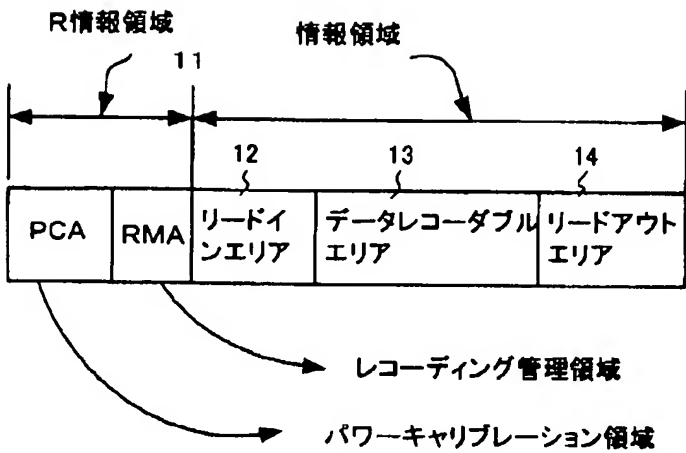 R情報領域
情報領域
11
12
13
14
PCA
RMA
リードイ
ンエリア
データレコーダブル
エリア
リードアウト
エリア
レコーディング管理領域
パワーキャリブレーション領域